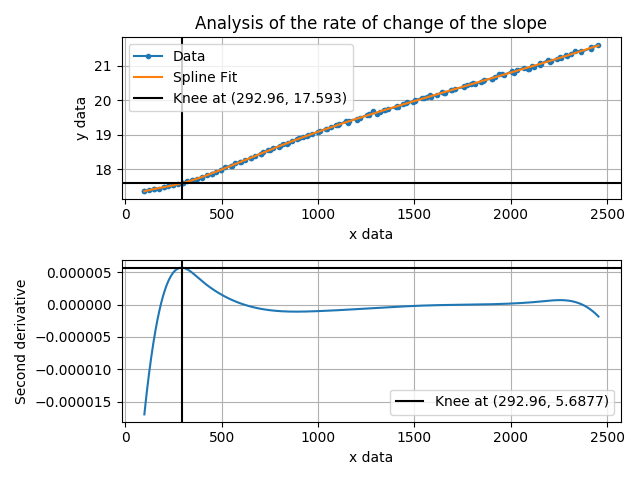 Analysis of the rate of change of the slope
Data
Spline Fit
Knee at (292.96, 17.593)
21
20
19
18
y data
0 500 1000 1500 2000 2500
x data
0.000005
0.000000
−0.000005
−0.000010
−0.000015
Second derivative
Knee at (292.96, 5.6877)
0 500 1000 1500 2000 2500
x data